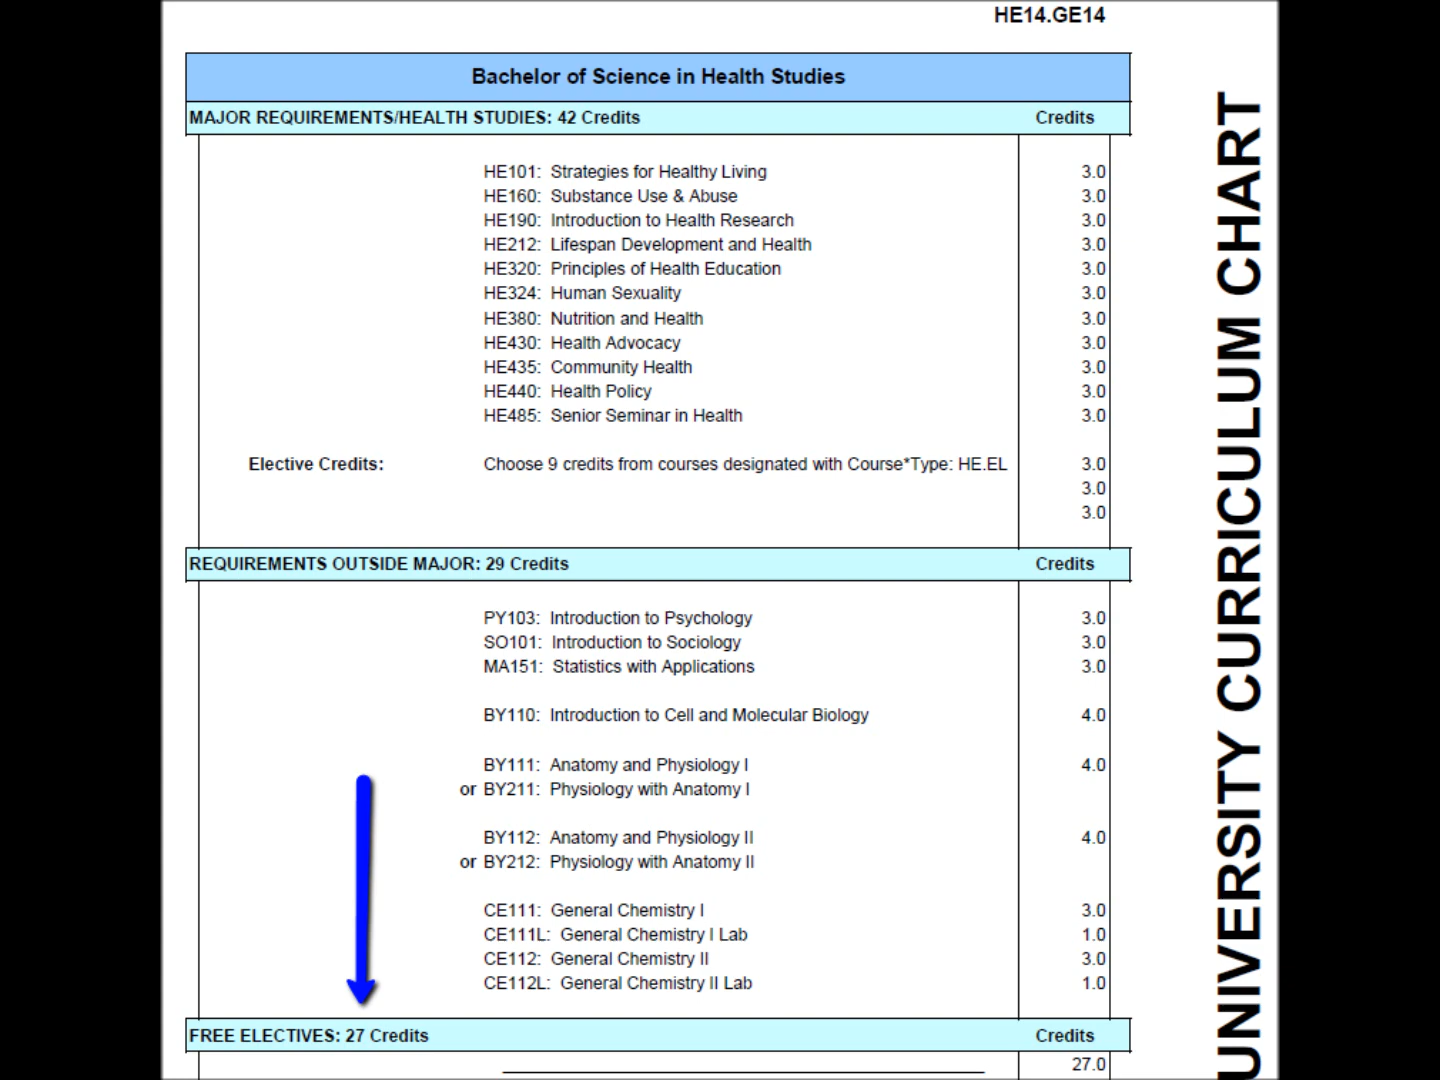 HE14.GE14
Bachelor of Science in Health Studies
MAJOR REQUIREMENTS/HEALTH STUDIES: 42 Credits Credits
HE101: Strategies for Healthy Living 3.0
HE160: Substance Use & Abuse 3.0
HE190: Introduction to Health Research 3.0
HE212: Lifespan Development and Health 3.0
HE320: Principles of Health Education 3.0
HE324: Human Sexuality 3.0
HE380: Nutrition and Health 3.0
HE430: Health Advocacy 3.0
HE435: Community Health 3.0
HE440: Health Policy 3.0
HE485: Senior Seminar in Health 3.0
Elective Credits: Choose 9 credits from courses designated with Course*Type: HE.EL 3.0
3.0
3.0
REQUIREMENTS OUTSIDE MAJOR: 29 Credits Credits
PY103: Introduction to Psychology 3.0
SO101: Introduction to Sociology 3.0
MA151: Statistics with Applications 3.0
BY110: Introduction to Cell and Molecular Biology 4.0
BY111: Anatomy and Physiology I 4.0
or BY211: Physiology with Anatomy I
BY112: Anatomy and Physiology II 4.0
or BY212: Physiology with Anatomy II
CE111: General Chemistry I 3.0
CE111L: General Chemistry I Lab 1.0
CE112: General Chemistry II 3.0
CE112L: General Chemistry II Lab 1.0
FREE ELECTIVES: 27 Credits Credits
27.0
UNIVERSITY CURRICULUM CHART